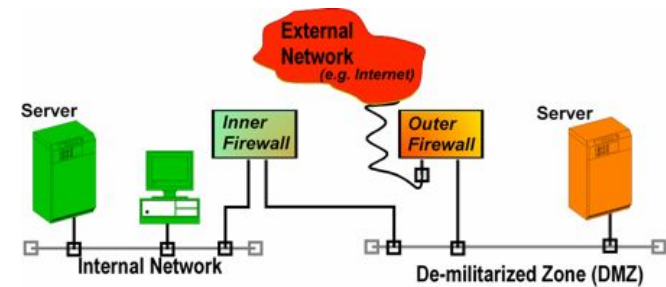 External
Network
(e.g. Internet)
Server
Inner
Firewall
Outer
Firewall
Server
Internal Network
De-militarized Zone (DMZ)